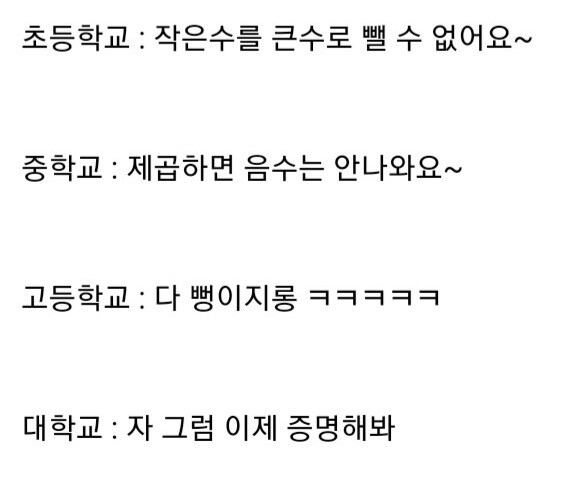 초등학교 : 작은수를 큰수로 뺄 수 없어요~
중학교 : 제곱하면 음수는 안나와요~
고등학교 : 다 뻥이지롱 ㅋㅋㅋㅋㅋ
대학교 : 자 그럼 이제 증명해봐